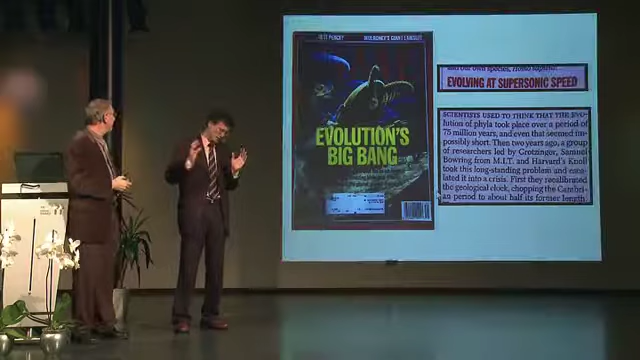 EVOLUTION'S
BIG BANG
EVOLVING AT SUPERSONIC SPEED
SCIENTISTS USED TO THINK THAT THE EVO-
lution of phyla took place over a period of
75 million years, and even that seemed im-
possibly short. Then two years ago, a group
of researchers led by Grotzinger, Samuel
Bowring from M.I.T. and Harvard's Knoll
took this long-standing problem and esca-
lated it into a crisis. First they recalibrated
the geological clock, chopping the Cambri-
an period to about half its former length.